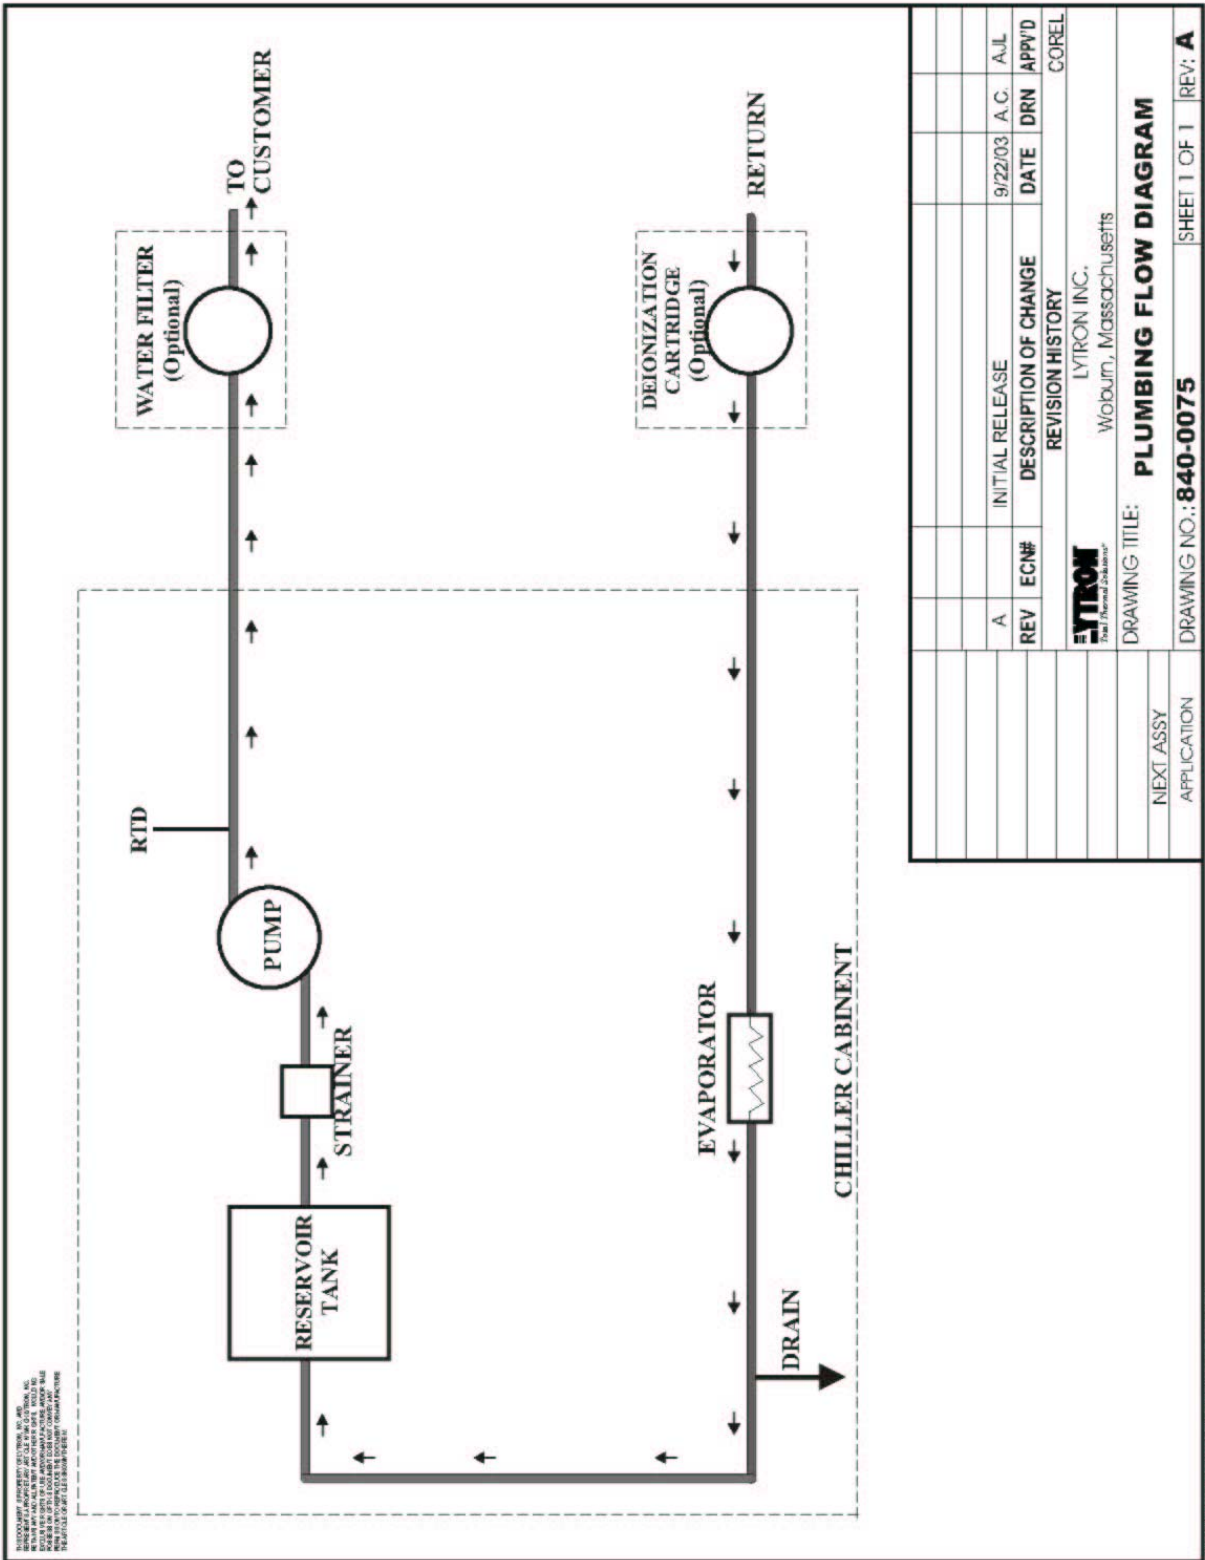 WATER FILTER
(Optional)
TO
CUSTOMER
RTD
PUMP
STRAINER
RESERVOIR
TANK
DEIONIZATION
CARTRIDGE
(Optional)
RETURN
EVAPORATOR
DRAIN
CHILLER CABINENT
A INITIAL RELEASE 9/22/03 A.C. AJL
REV ECN# DESCRIPTION OF CHANGE DATE DRN APPV'D
REVISION HISTORY COREL
LYTRON
Total Thermal Solutions
LYTRON INC.
Woburn, Massachusetts
DRAWING TITLE:
PLUMBING FLOW DIAGRAM
NEXT ASSY
APPLICATION
DRAWING NO.: 840-0075 SHEET 1 OF 1 REV: A